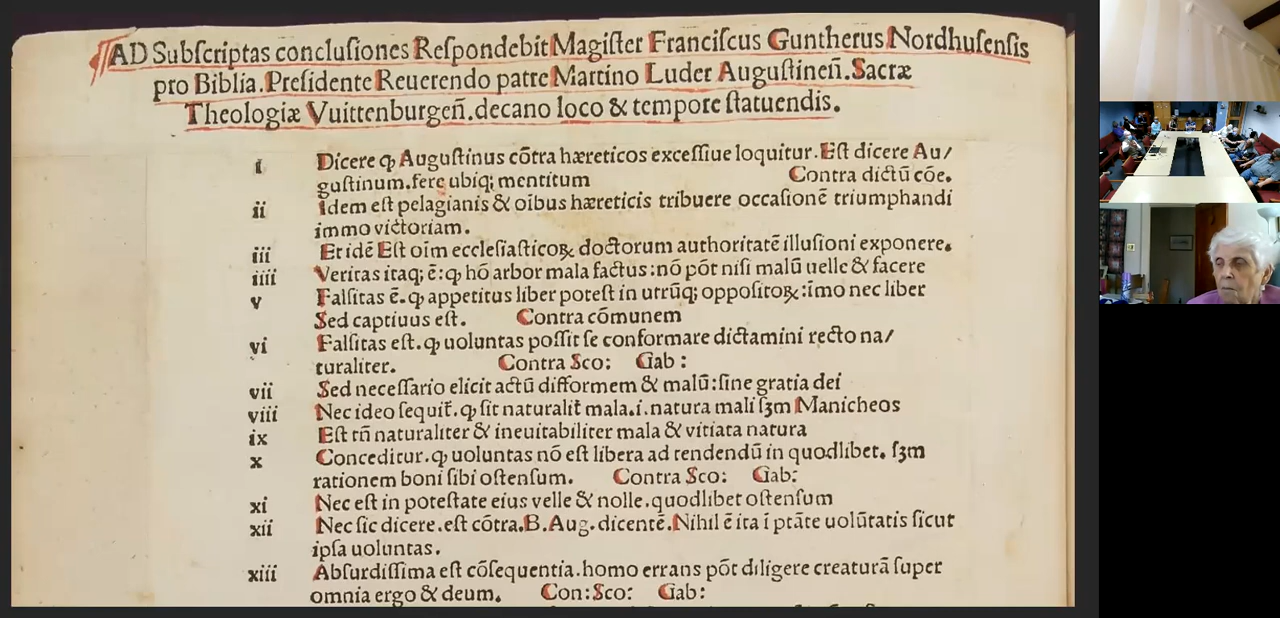 AD Subſcriptas concluſiones Reſpondebit Magiſter Franciſcus Guntherus Nordhuſenſis
pro Biblia. Preſidente Reuerendo patre Martino Luder Auguſtineñ. Sacræ
Theologiæ Vuittenburgeñ. decano loco & tempore ſtatuendis.
i Dicere ꝙ Auguſtinus cõtra hæreticos exceſſiue loquitur. Eſt dicere Au/
guſtinum. fere ubiq; mentitum Contra dictũ cõe.
ii Idem eſt pelagianis & oĩbus hæreticis tribuere occaſionẽ triumphandi
immo victoriam.
iii Et idẽ Eſt oĩm eccleſiaſticoꝝ doctorum authoritatẽ illuſioni exponere.
iiii Veritas itaq; ẽ: ꝙ hõ arbor mala factus: nõ põt niſi malũ uelle & facere
v Falſitas ẽ. ꝙ appetitus liber poteſt in utrũq; oppoſitoꝝ: ĩmo nec liber
Sed captiuus eſt. Contra cõmunem
vi Falſitas eſt. ꝙ uoluntas poſſit ſe conformare dictamini recto na/
turaliter. Contra Sco: Gab:
vii Sed neceſſario elicit actũ difformem & malũ: ſine gratia dei
viii Nec ideo ſequit̃. ꝙ ſit naturalit̃ mala. i. natura mali ſʒm Manicheos
ix Eſt tñ naturaliter & ineuitabiliter mala & vitiata natura
x Conceditur. ꝙ uoluntas nõ eſt libera ad tendendũ in quodlibet. ſʒm
rationem boni ſibi oſtenſum. Contra Sco: Gab:
xi Nec eſt in poteſtate eius velle & nolle. quodlibet oſtenſum
xii Nec ſic dicere. eſt cõtra. B. Aug. dicentẽ. Nihil ẽ ita ĩ ptãte uolũtatis ſicut
ipſa uoluntas.
xiii Abſurdiſſima eſt cõſequentia. homo errans põt diligere creaturã ſuper
omnia ergo & deum. Con: Sco: Gab: